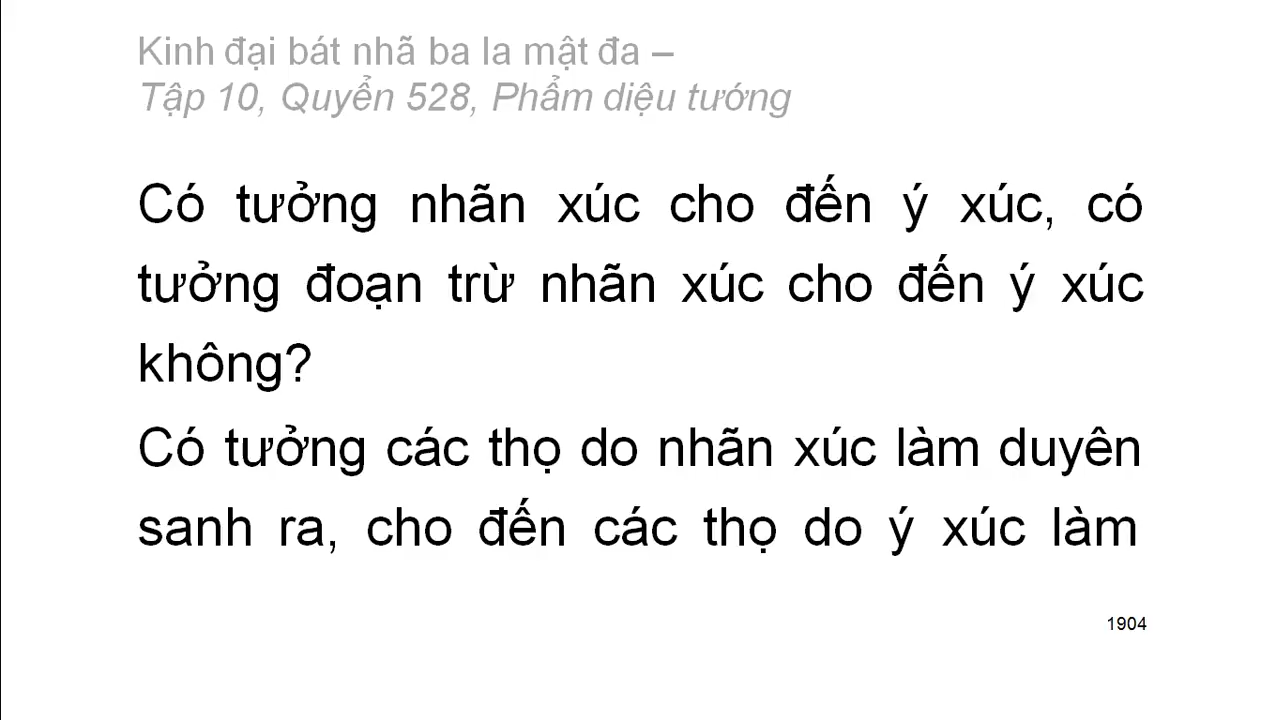 Kinh đại bát nhã ba la mật đa –
Tập 10, Quyển 528, Phẩm diệu tướng
Có tưởng nhãn xúc cho đến ý xúc, có
tưởng đoạn trừ nhãn xúc cho đến ý xúc
không?
Có tưởng các thọ do nhãn xúc làm duyên
sanh ra, cho đến các thọ do ý xúc làm
1904